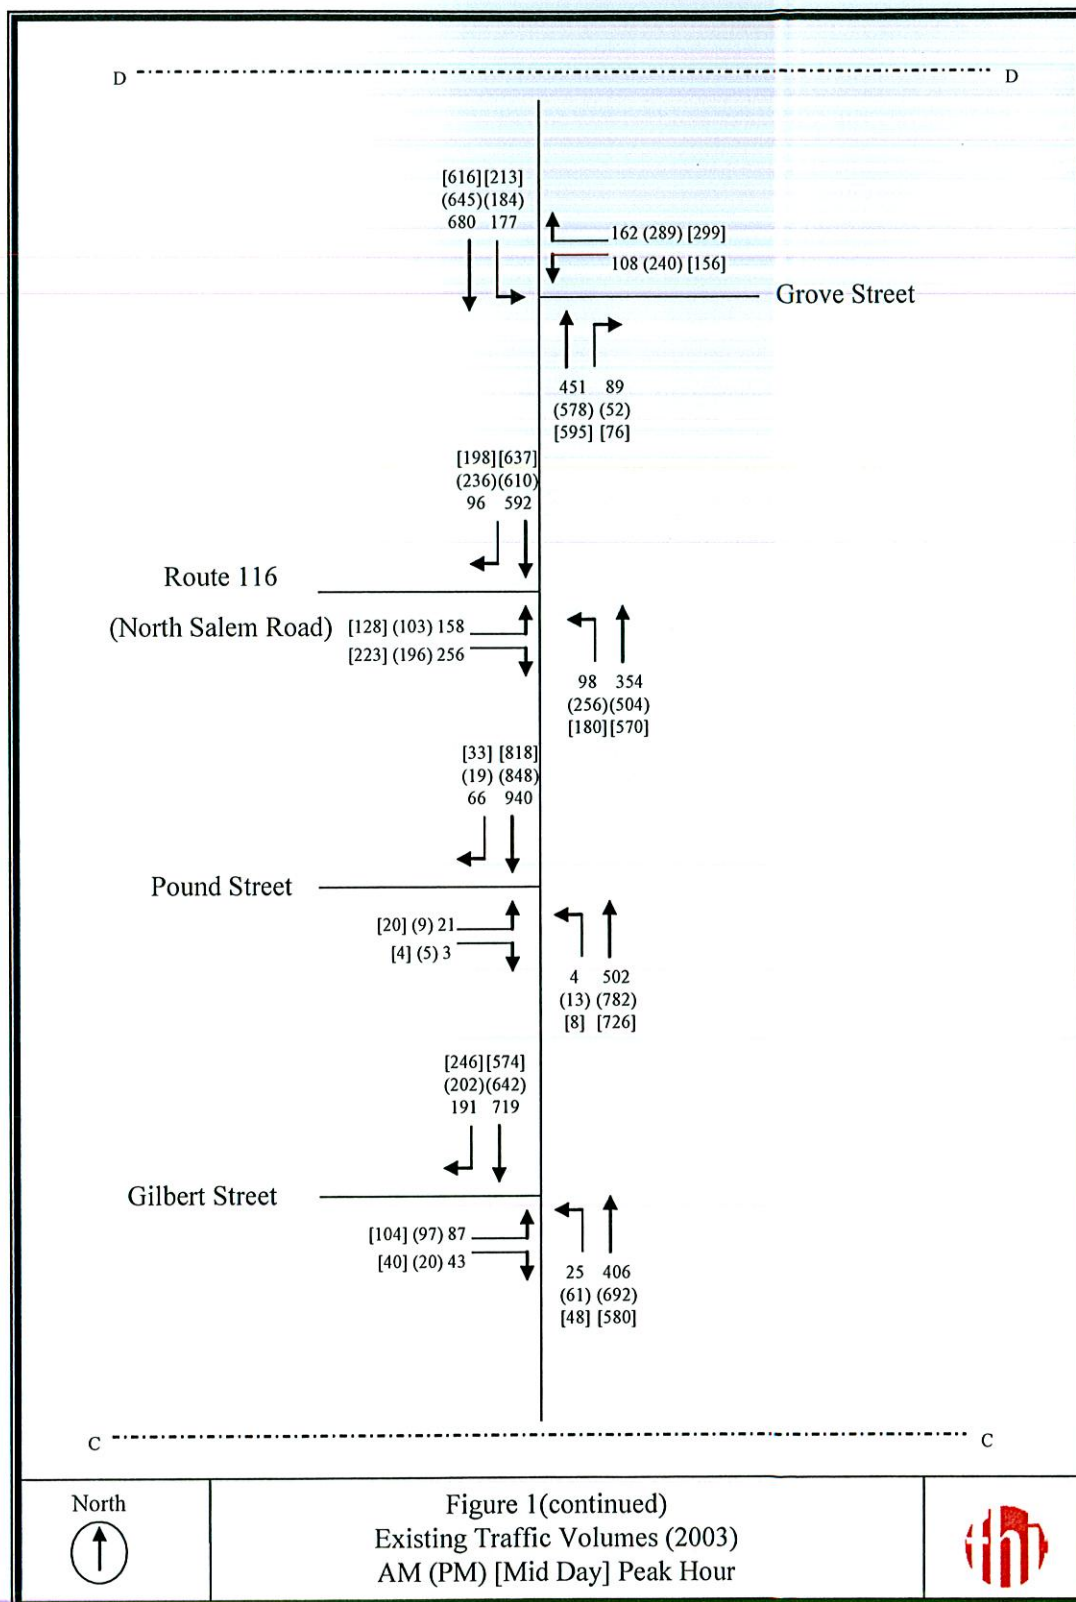 D D
[616][213]
(645)(184)
680 177
162 (289) [299]
108 (240) [156]
Grove Street
451 89
(578) (52)
[595] [76]
[198][637]
(236)(610)
96 592
Route 116
(North Salem Road)
[128] (103) 158
[223] (196) 256
98 354
(256)(504)
[180][570]
[33] [818]
(19) (848)
66 940
Pound Street
[20] (9) 21
[4] (5) 3
4 502
(13) (782)
[8] [726]
[246][574]
(202)(642)
191 719
Gilbert Street
[104] (97) 87
[40] (20) 43
25 406
(61) (692)
[48] [580]
C C
North
Figure 1(continued)
Existing Traffic Volumes (2003)
AM (PM) [Mid Day] Peak Hour